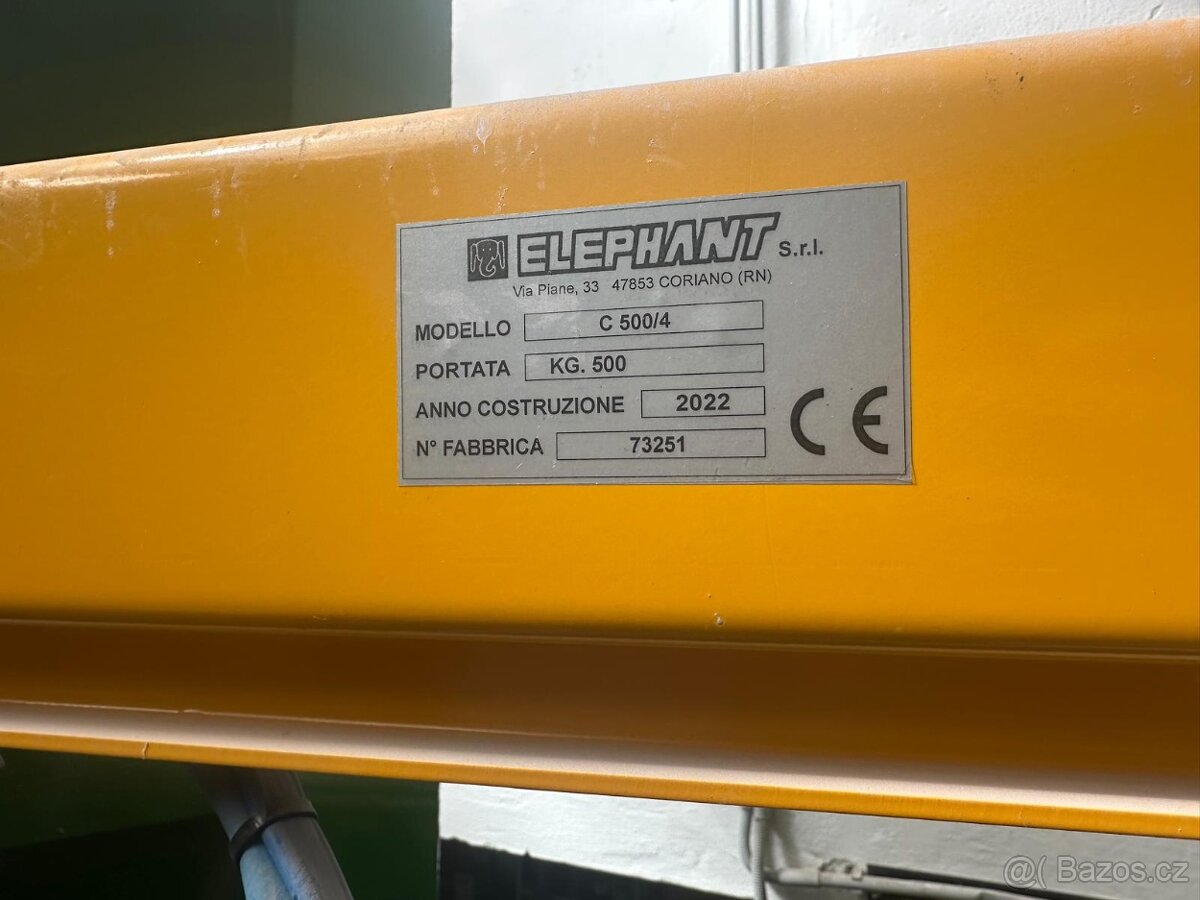 ELEPHANT S.r.l.
Via Piane, 33 47853 CORIANO (RN)
MODELLO C 500/4
PORTATA KG. 500
ANNO COSTRUZIONE 2022
N° FABBRICA 73251
CE
@( Bazos.cz